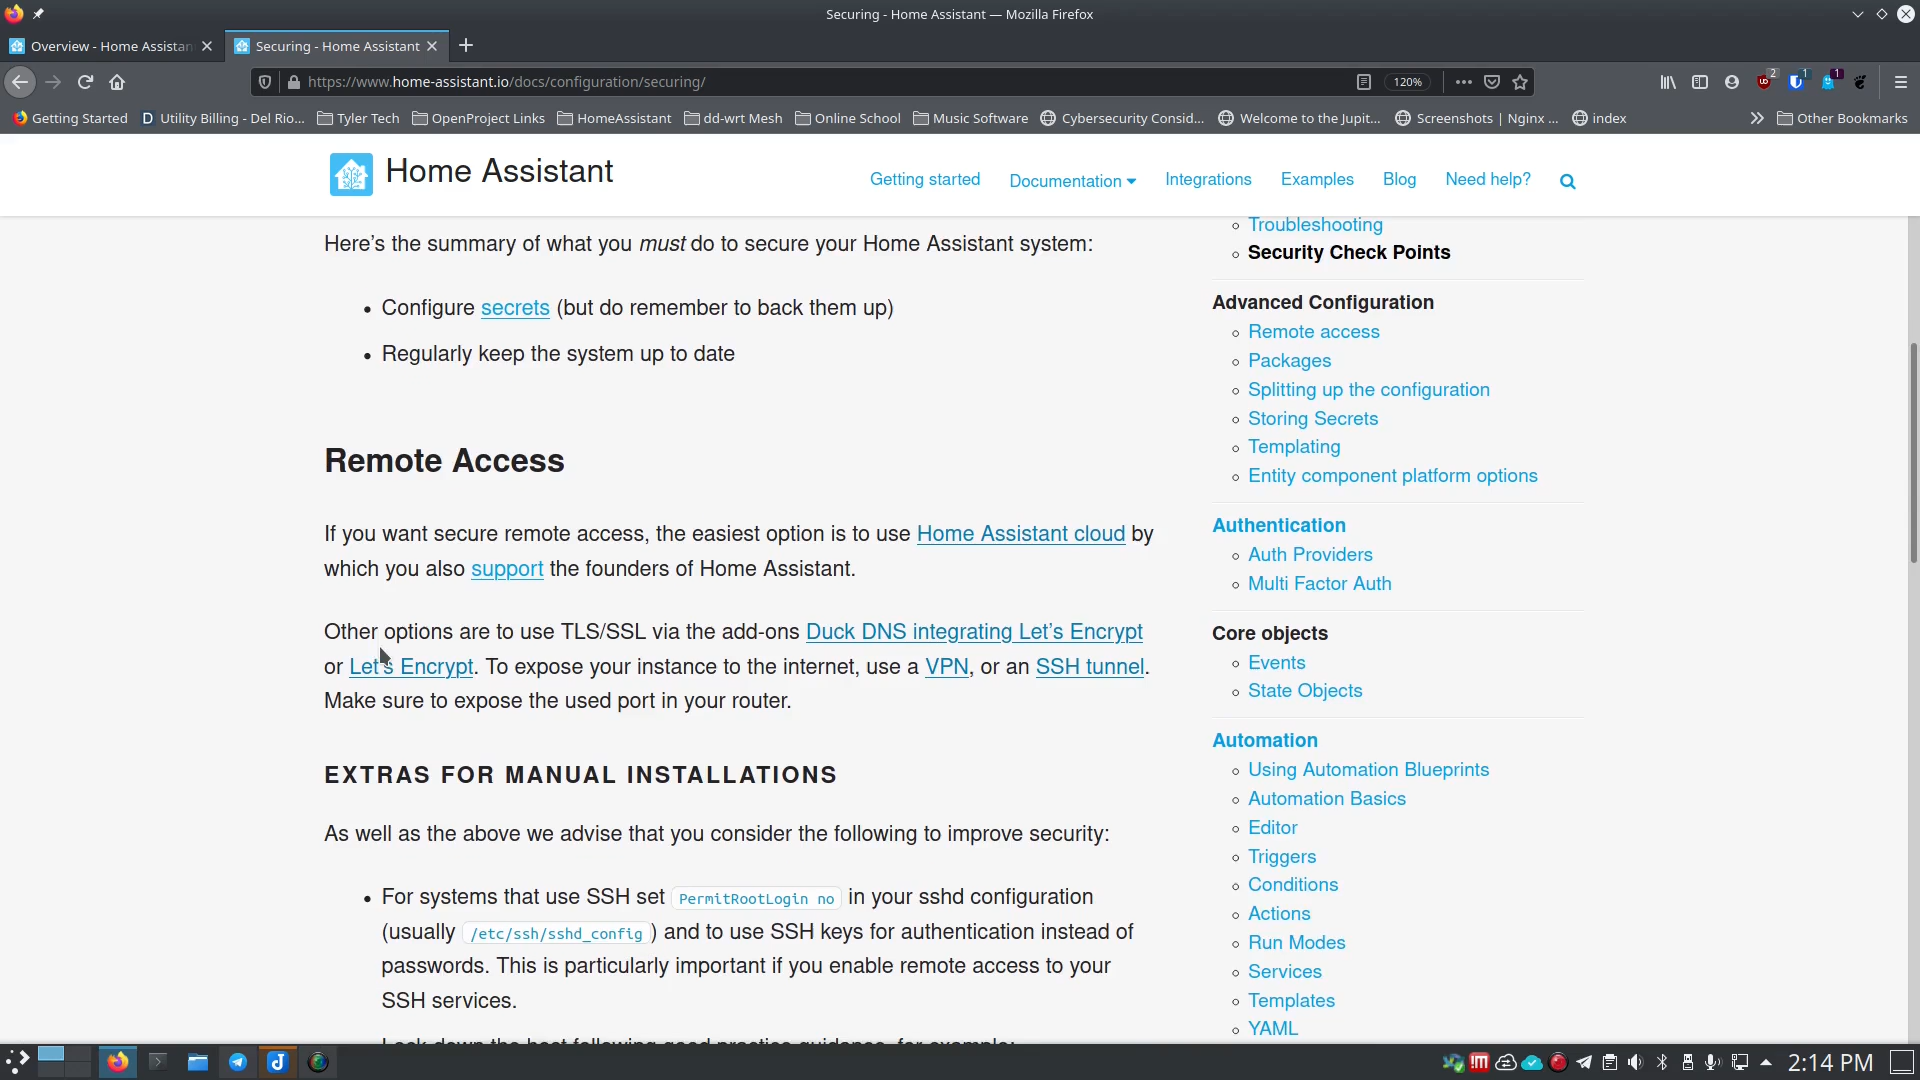 Securing - Home Assistant — Mozilla Firefox
Overview - Home Assistan
Securing - Home Assistant
https://www.home-assistant.io/docs/configuration/securing/
120%
2
1
1
Getting Started
Utility Billing - Del Rio...
Tyler Tech
OpenProject Links
HomeAssistant
dd-wrt Mesh
Online School
Music Software
Cybersecurity Consid...
Welcome to the Jupit...
Screenshots | Nginx ...
index
Other Bookmarks
Home Assistant
Getting started
Documentation
Integrations
Examples
Blog
Need help?
Here's the summary of what you must do to secure your Home Assistant system:
• Configure secrets (but do remember to back them up)
• Regularly keep the system up to date
Remote Access
If you want secure remote access, the easiest option is to use Home Assistant cloud by
which you also support the founders of Home Assistant.
Other options are to use TLS/SSL via the add-ons Duck DNS integrating Let's Encrypt
or Let's Encrypt. To expose your instance to the internet, use a VPN, or an SSH tunnel.
Make sure to expose the used port in your router.
EXTRAS FOR MANUAL INSTALLATIONS
As well as the above we advise that you consider the following to improve security:
• For systems that use SSH set PermitRootLogin no in your sshd configuration
(usually /etc/ssh/sshd_config) and to use SSH keys for authentication instead of
passwords. This is particularly important if you enable remote access to your
SSH services.
Lock down the host following good practice guidance, for example:
Troubleshooting
Security Check Points
Advanced Configuration
Remote access
Packages
Splitting up the configuration
Storing Secrets
Templating
Entity component platform options
Authentication
Auth Providers
Multi Factor Auth
Core objects
Events
State Objects
Automation
Using Automation Blueprints
Automation Basics
Editor
Triggers
Conditions
Actions
Run Modes
Services
Templates
YAML
2:14 PM